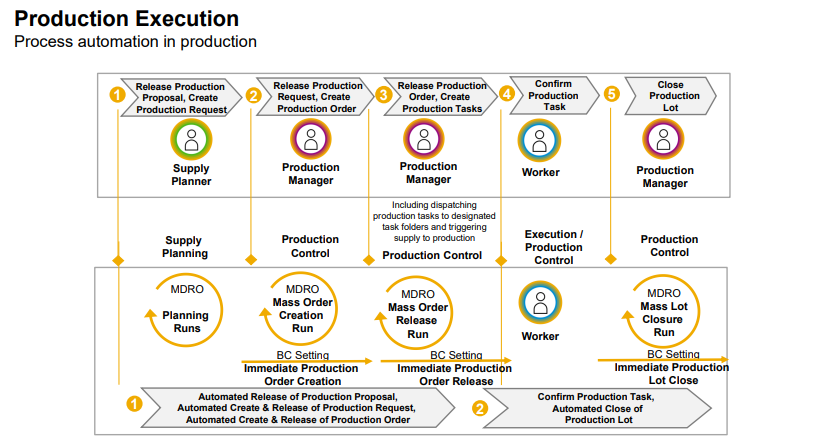 Production Execution
Process automation in production
1
Release Production
Proposal, Create
Production Request
2
Release Production
Request, Create
Production Order
3
Release Production
Order, Create
Production Tasks
4
Confirm
Production
Task
5
Close
Production
Lot
Supply
Planner
Production
Manager
Production
Manager
Worker
Production
Manager
Including dispatching
production tasks to designated
task folders and triggering
supply to production
Supply
Planning
Production
Control
Production Control
Execution /
Production
Control
Production
Control
MDRO
Planning
Runs
MDRO
Mass Order
Creation
Run
MDRO
Mass Order
Release
Run
Worker
MDRO
Mass Lot
Closure
Run
BC Setting
Immediate Production
Order Creation
BC Setting
Immediate Production
Order Release
BC Setting
Immediate Production
Lot Close
1
Automated Release of Production Proposal,
Automated Create & Release of Production Request,
Automated Create & Release of Production Order
2
Confirm Production Task,
Automated Close of
Production Lot